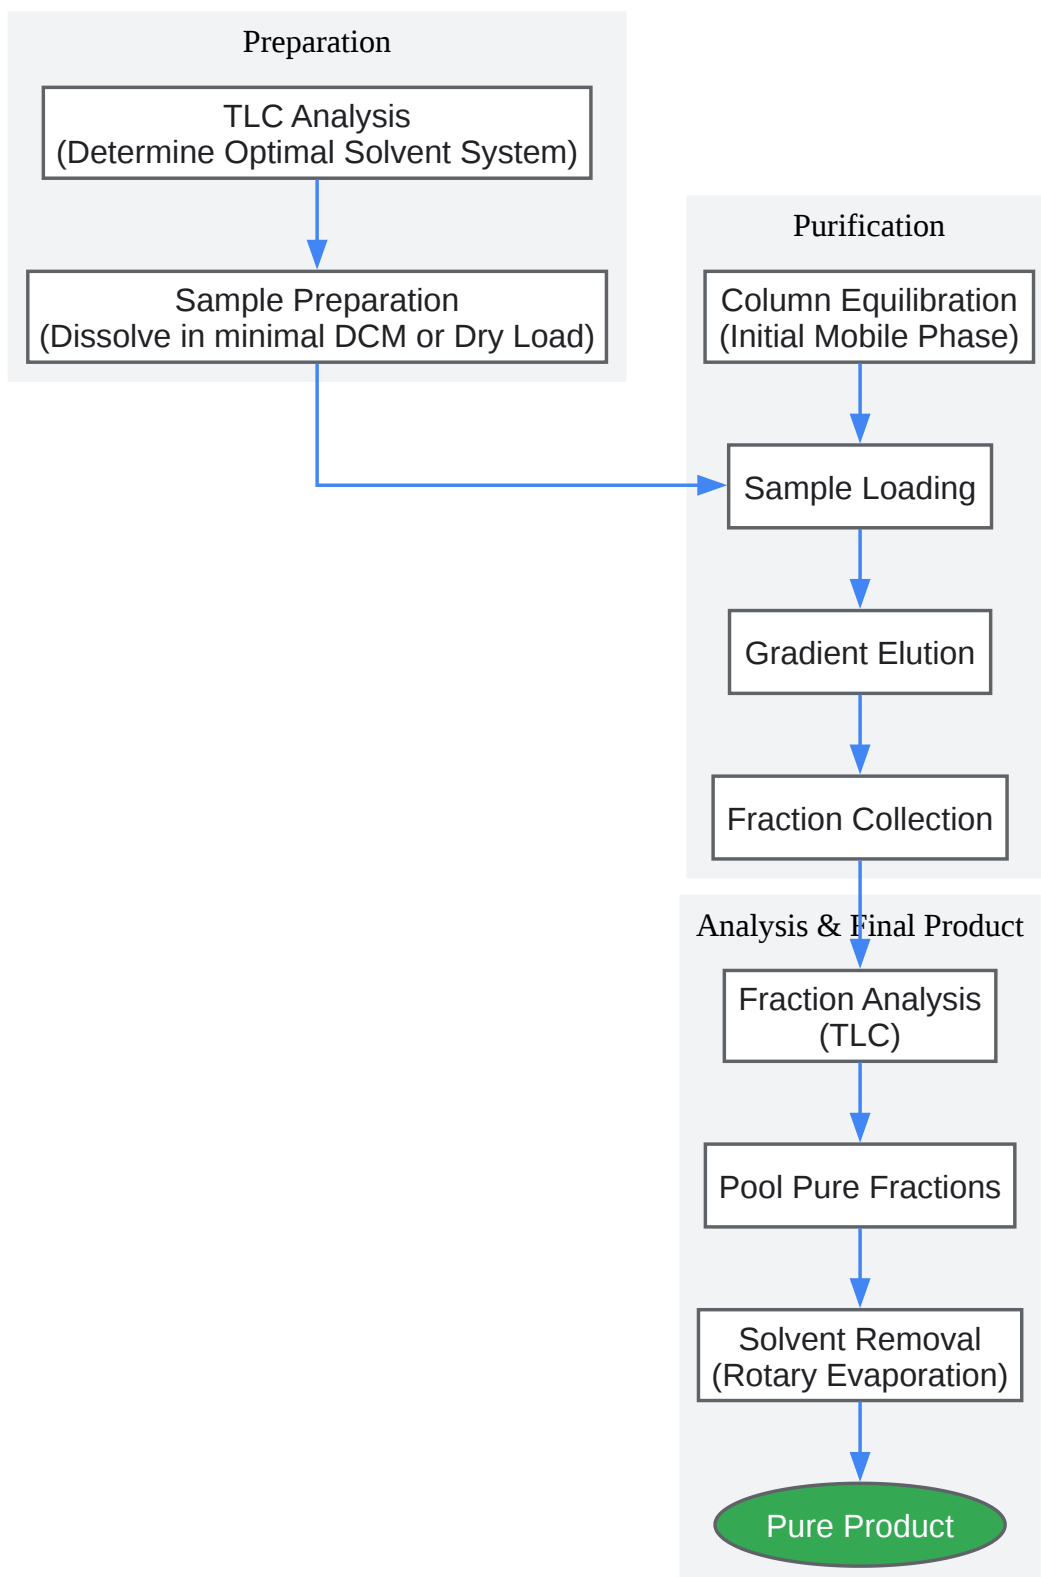 Preparation
TLC Analysis
(Determine Optimal Solvent System)
Sample Preparation
(Dissolve in minimal DCM or Dry Load)
Purification
Column Equilibration
(Initial Mobile Phase)
Sample Loading
Gradient Elution
Fraction Collection
Analysis & Final Product
Fraction Analysis
(TLC)
Pool Pure Fractions
Solvent Removal
(Rotary Evaporation)
Pure Product